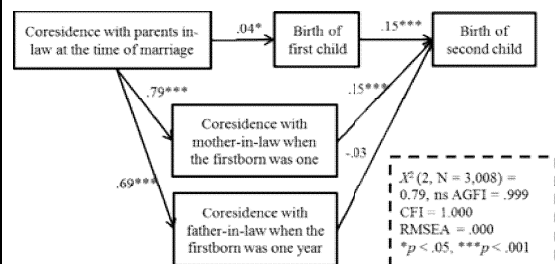 Coresidence with parents in-
law at the time of marriage
.04*
Birth of
first child
.15***
Birth of
second child
.79***
.15***
Coresidence with
mother-in-law when
the firstborn was one
-.03
.69***
Coresidence with
father-in-law when the
firstborn was one year
X² (2, N = 3,008) =
0.79, ns AGFI = .999
CFI = 1.000
RMSEA = .000
*p < .05, ***p < .001